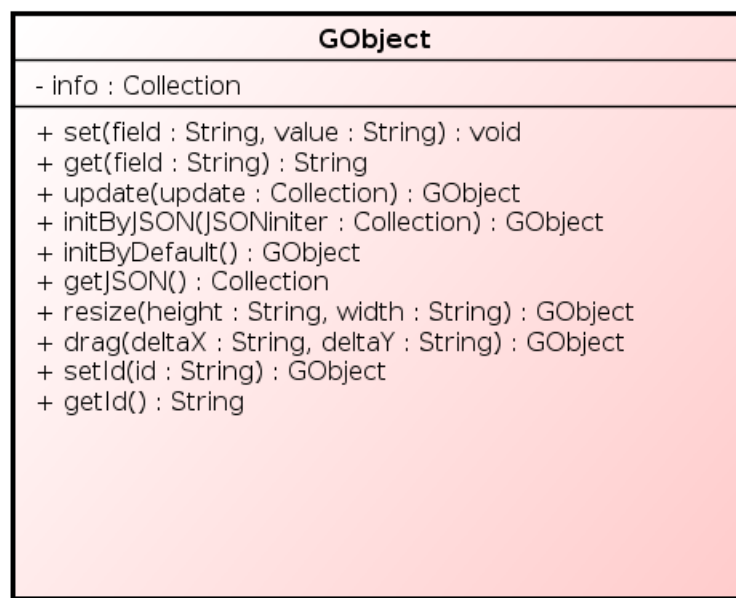 GObject
- info : Collection
+ set(field : String, value : String) : void
+ get(field : String) : String
+ update(update : Collection) : GObject
+ initByJSON(JSONiniter : Collection) : GObject
+ initByDefault() : GObject
+ getJSON() : Collection
+ resize(height : String, width : String) : GObject
+ drag(deltaX : String, deltaY : String) : GObject
+ setId(id : String) : GObject
+ getId() : String